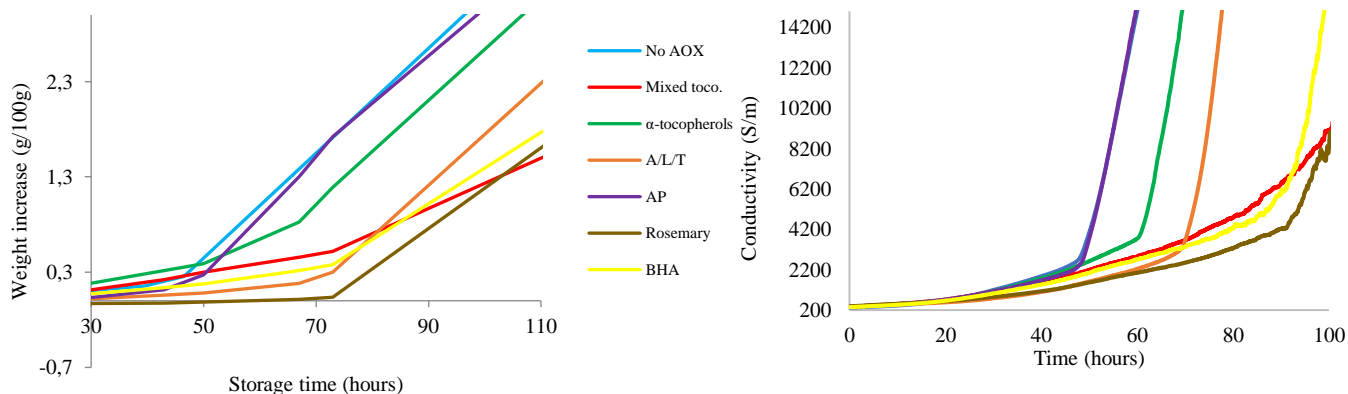 2,3
1,3
0,3
-0,7
30
50
70
90
110
Weight increase (g/100g)
Storage time (hours)
No AOX
Mixed toco.
α-tocopherols
A/L/T
AP
Rosemary
BHA
14200
12200
10200
8200
6200
4200
2200
200
0
20
40
60
80
100
Conductivity (S/m)
Time (hours)